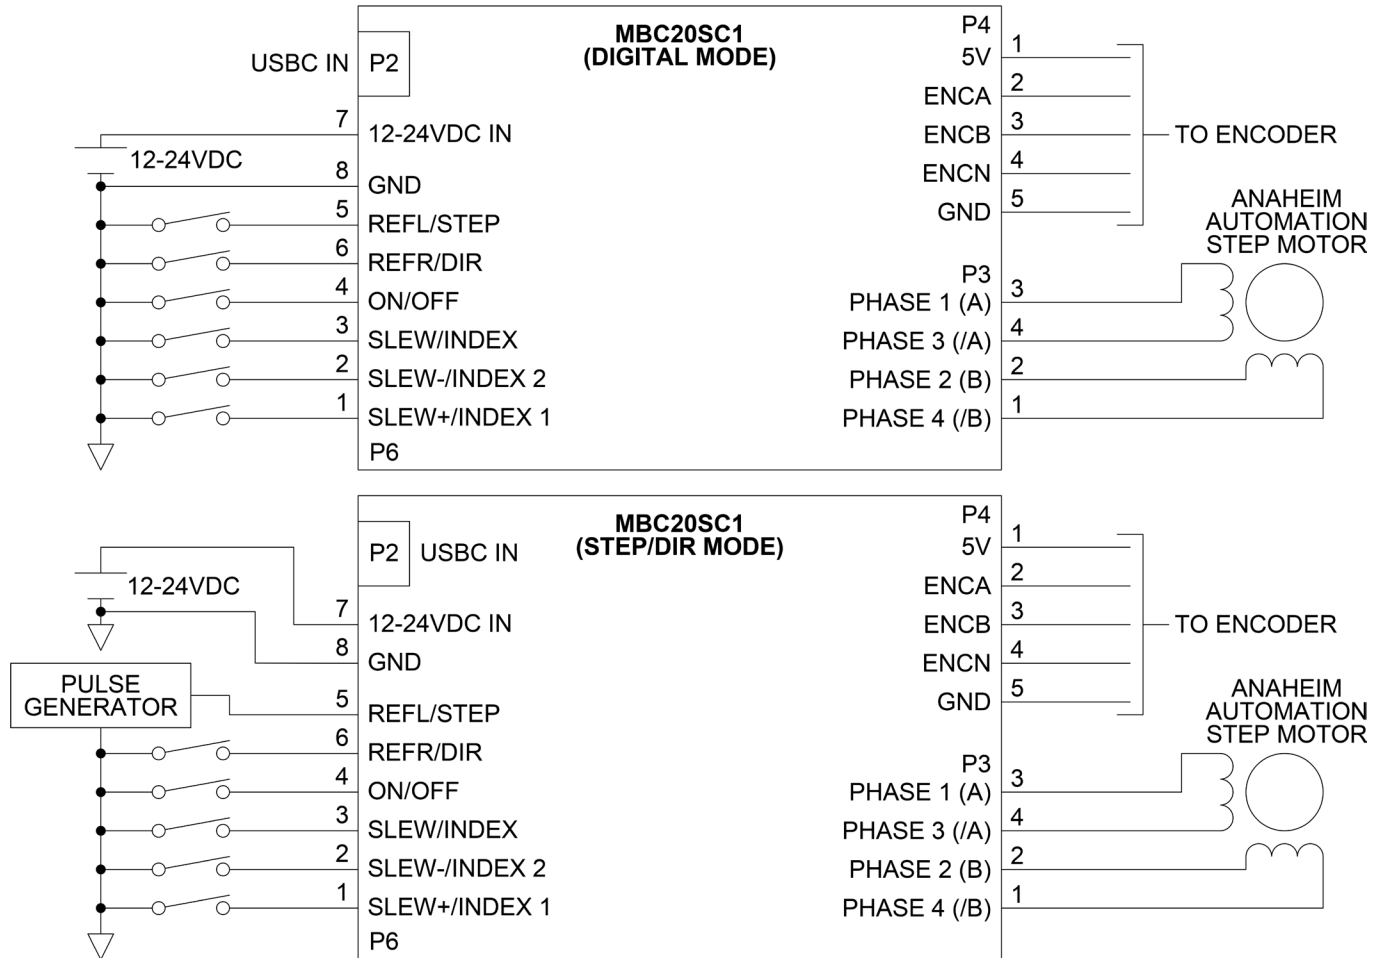 MBC20SC1
(DIGITAL MODE)
USBC IN
P2
7
12-24VDC IN
12-24VDC
8
GND
5
REFL/STEP
6
REFR/DIR
4
ON/OFF
3
SLEW/INDEX
2
SLEW-/INDEX 2
1
SLEW+/INDEX 1
P6
P4
5V
1
ENCA
2
ENCB
3
ENCN
4
GND
5
TO ENCODER
ANAHEIM
AUTOMATION
STEP MOTOR
P3
PHASE 1 (A)
3
PHASE 3 (/A)
4
PHASE 2 (B)
2
PHASE 4 (/B)
1
MBC20SC1
(STEP/DIR MODE)
P2
USBC IN
12-24VDC
7
12-24VDC IN
8
GND
PULSE
GENERATOR
5
REFL/STEP
6
REFR/DIR
4
ON/OFF
3
SLEW/INDEX
2
SLEW-/INDEX 2
1
SLEW+/INDEX 1
P6
P4
5V
1
ENCA
2
ENCB
3
ENCN
4
GND
5
TO ENCODER
ANAHEIM
AUTOMATION
STEP MOTOR
P3
PHASE 1 (A)
3
PHASE 3 (/A)
4
PHASE 2 (B)
2
PHASE 4 (/B)
1